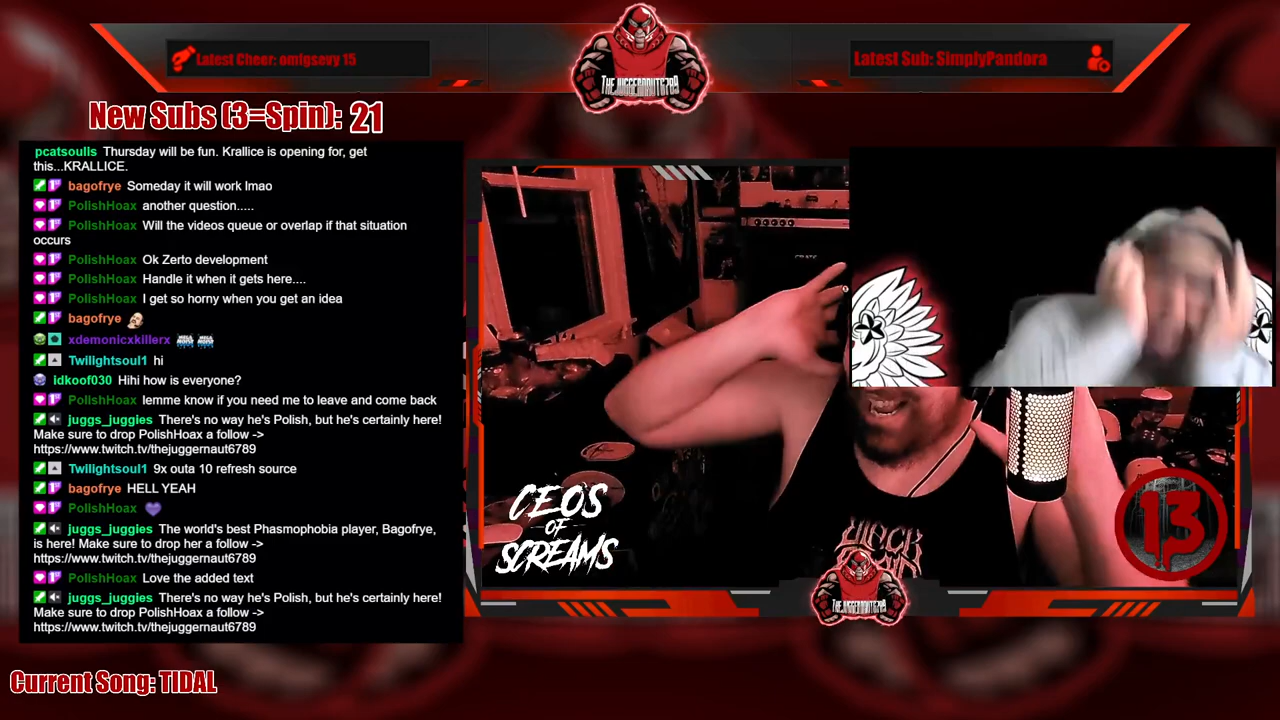 Latest Cheer: omfgsevy 15
THEJUGGERNAUT6789
Latest Sub: SimplyPandora
New Subs (3=Spin): 21
pcatsoulls Thursday will be fun. Krallice is opening for, get
this...KRALLICE.
bagofrye Someday it will work lmao
PolishHoax another question.....
PolishHoax Will the videos queue or overlap if that situation
occurs
PolishHoax Ok Zerto development
PolishHoax Handle it when it gets here....
PolishHoax I get so horny when you get an idea
bagofrye
xdemonicxkillerx
Twilightsoul1 hi
idkoof030 Hihi how is everyone?
PolishHoax lemme know if you need me to leave and come back
juggs_juggies There's no way he's Polish, but he's certainly here!
Make sure to drop PolishHoax a follow ->
https://www.twitch.tv/thejuggernaut6789
Twilightsoul1 9x outa 10 refresh source
bagofrye HELL YEAH
PolishHoax
juggs_juggies The world's best Phasmophobia player, Bagofrye,
is here! Make sure to drop her a follow ->
https://www.twitch.tv/thejuggernaut6789
PolishHoax Love the added text
juggs_juggies There's no way he's Polish, but he's certainly here!
Make sure to drop PolishHoax a follow ->
https://www.twitch.tv/thejuggernaut6789
CEOS
OF
SCREAMS
13
THEJUGGERNAUT6789
Current Song: TIDAL